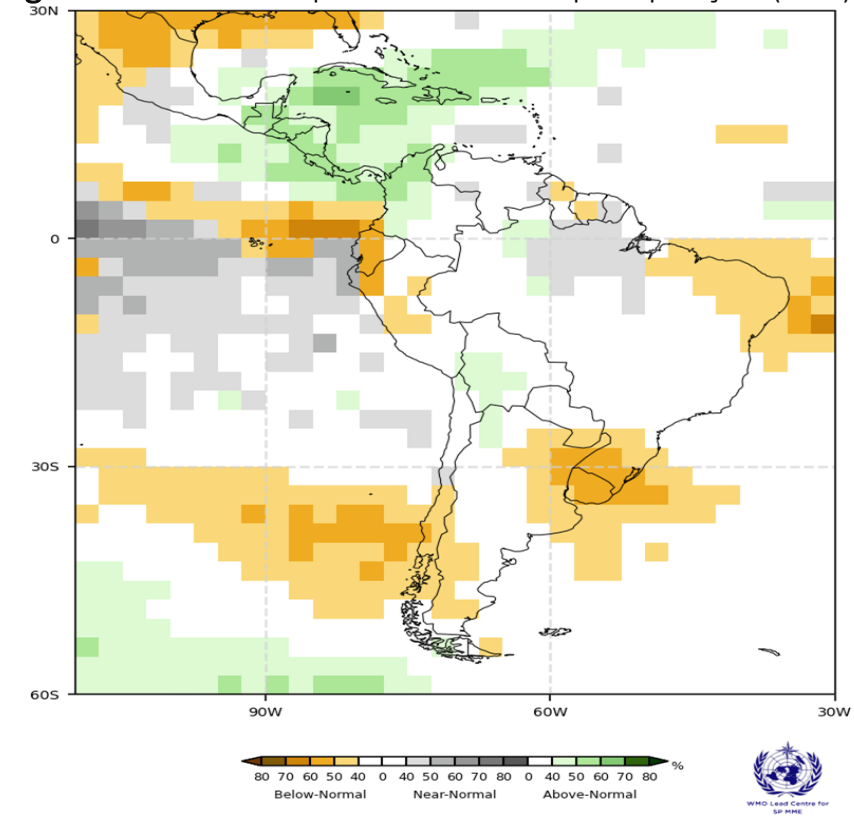 30N
0
30S
60S
90W
60W
30W
80 70 60 50 40 0 40 50 60 70 80 0 40 50 60 70 80 %
Below-Normal Near-Normal Above-Normal
WMO Lead Centre for
SP MME